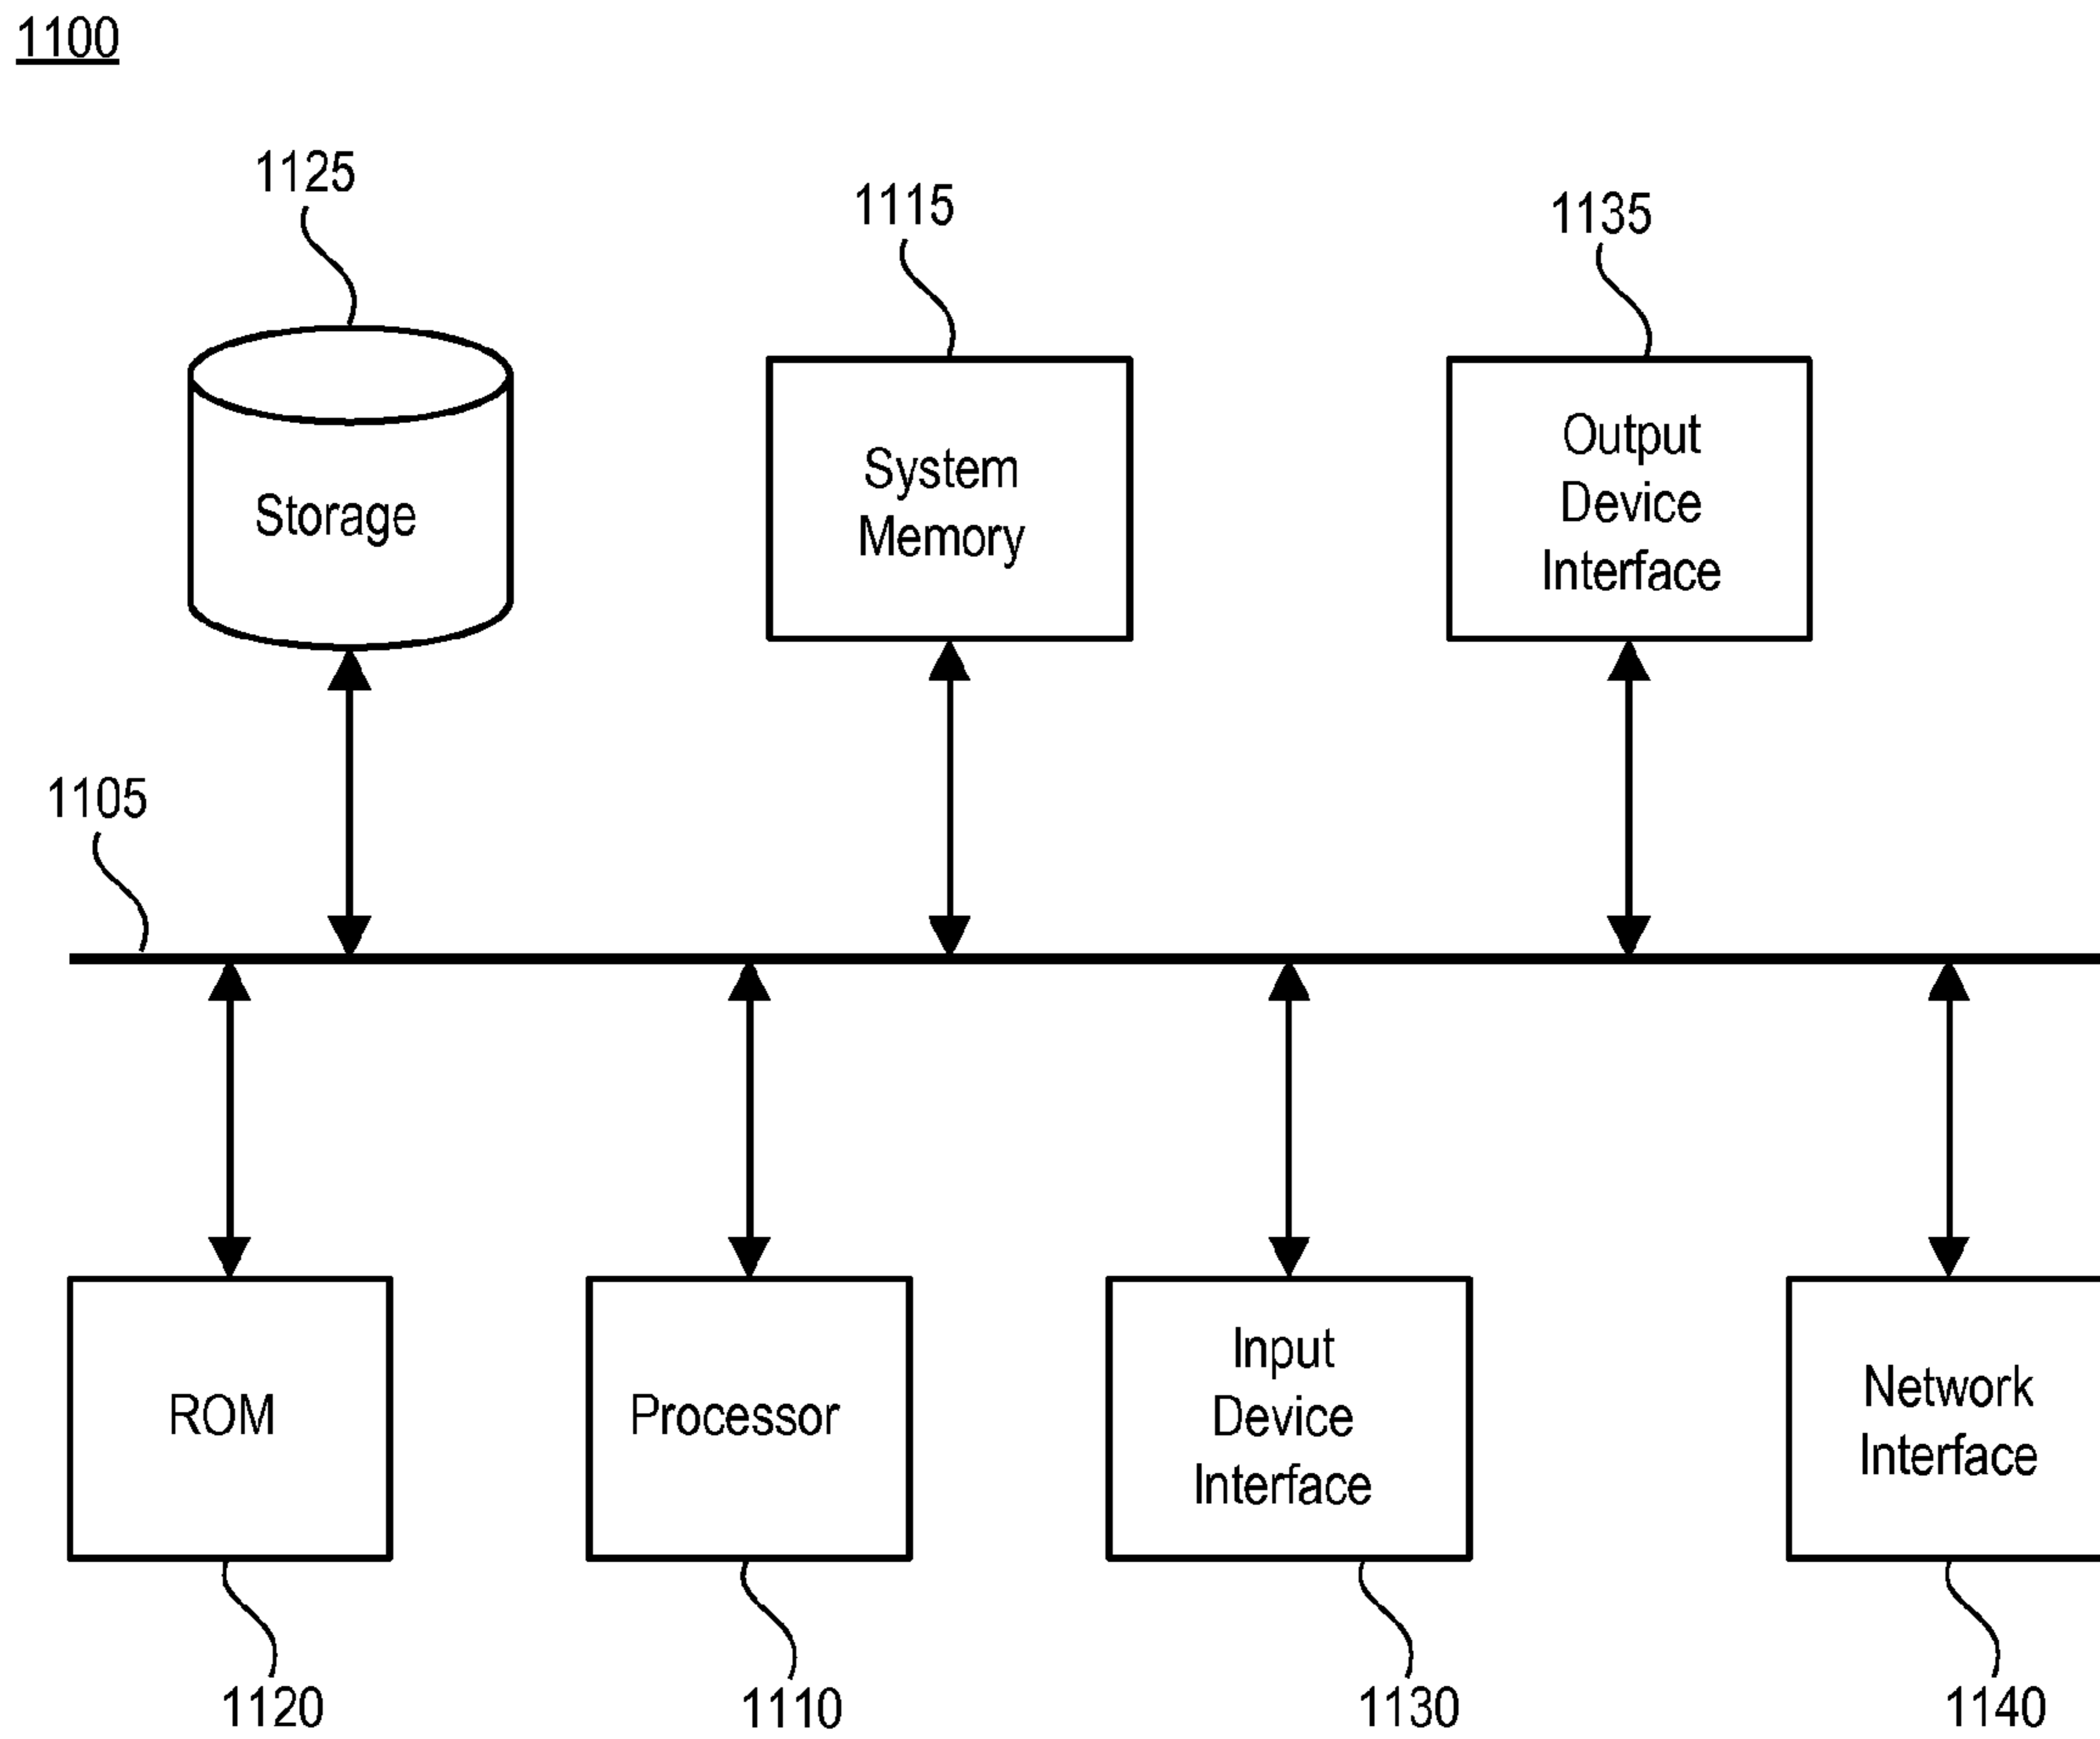 1100
1125
1115
1135
Storage
System
Memory
Output
Device
Interface
1105
ROM
Processor
Input
Device
Interface
Network
Interface
1120
1110
1130
1140